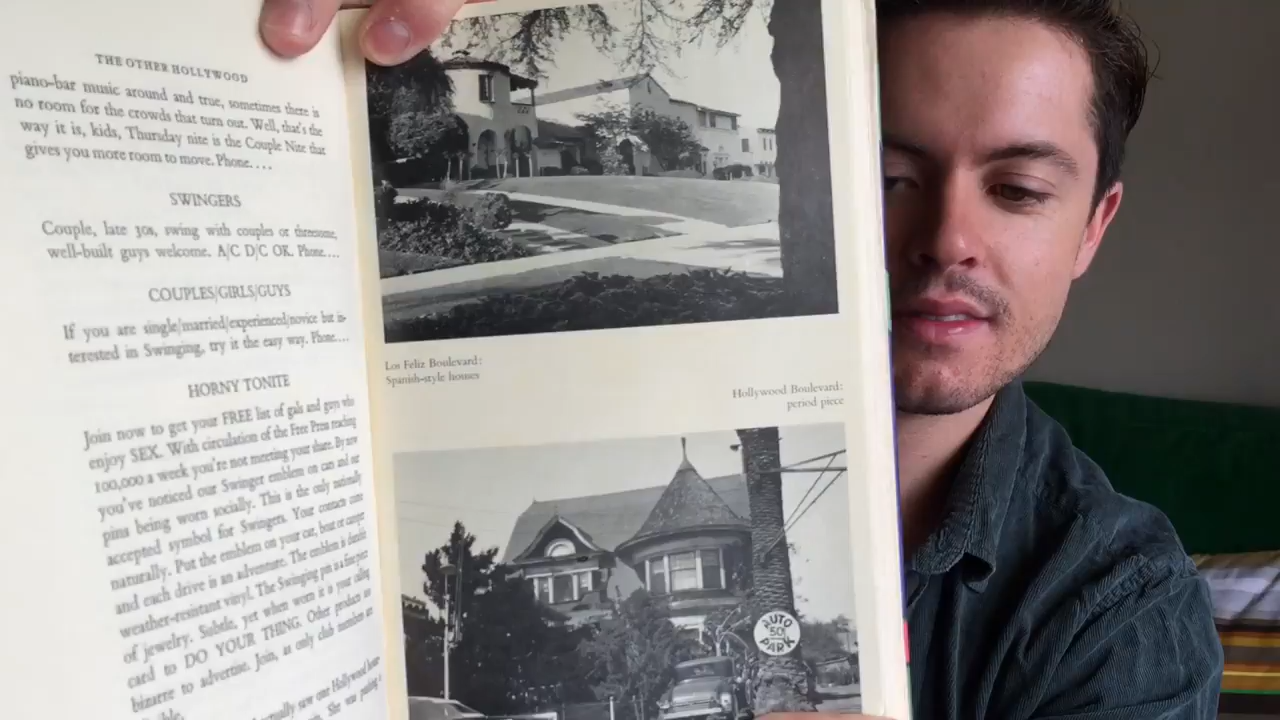 THE OTHER HOLLYWOOD
piano-bar music around and true, sometimes there is
no room for the crowds that turn out. Well, that's the
way it is, kids, Thursday nite is the Couple Nite that
gives you more room to move. Phone....
SWINGERS
Couple, late 30s, swing with couples or threesome,
well-built guys welcome. A/C D/C OK. Phone....
COUPLES/GIRLS/GUYS
If you are single/married/experienced/novice but in-
terested in Swinging, try it the easy way. Phone....
HORNY TONITE
Join now to get your FREE list of gals and guys who
enjoy SEX. With circulation of the Free Press reaching
100,000 a week you're not meeting your share. By now
you've noticed our Swinger emblem on cars and our
pins being worn socially. This is the only nationally
accepted symbol for Swingers. Your contacts come
naturally. Put the emblem on your car, boat or camper
and each drive is an adventure. The emblem is durable
weather-resistant vinyl. The Swinging pin is a fine piece
of jewelry. Subtle, yet when worn it is your calling
card to DO YOUR THING. Other products are
bizarre to advertise. Join, as only club members are
saw one Hollywood
She was
Los Feliz Boulevard:
Spanish-style houses
Hollywood Boulevard:
period piece
AUTO
50
PARK